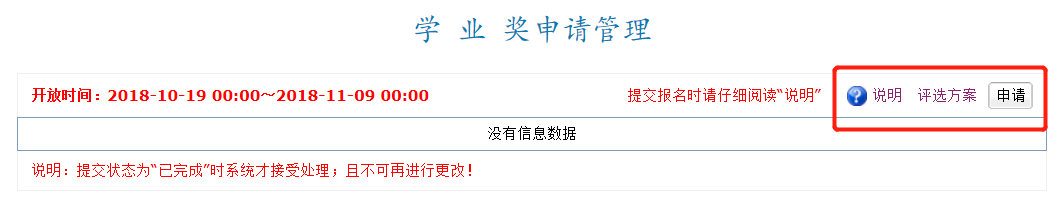 学 业 奖申请管理
开放时间：2018-10-19 00:00～2018-11-09 00:00 提交报名时请仔细阅读“说明” ? 说明 评选方案 申请
没有信息数据
说明：提交状态为“已完成”时系统才接受处理；且不可再进行更改！